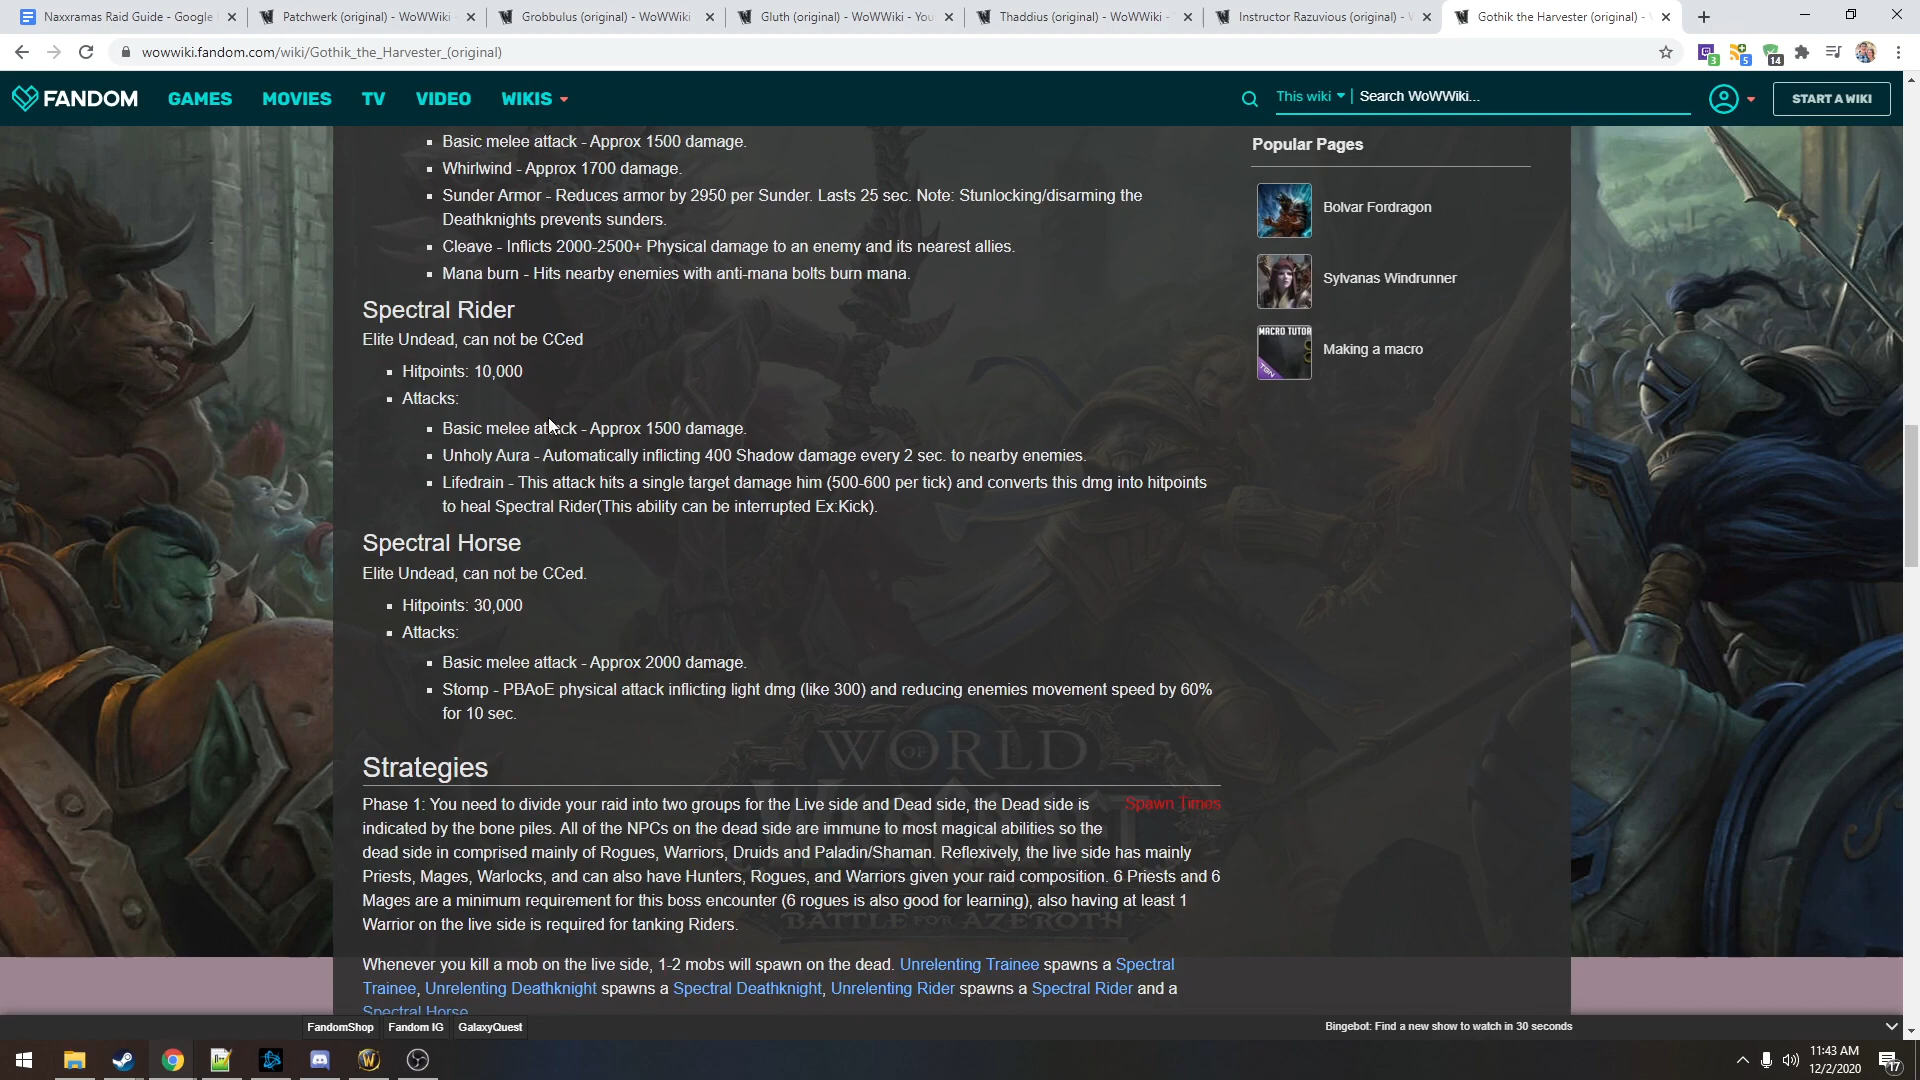 Naxxramas Raid Guide - Google
Patchwerk (original) - WoWWiki
Grobbulus (original) - WoWWiki
Gluth (original) - WoWWiki - You
Thaddius (original) - WoWWiki -
Instructor Razuvious (original) -
Gothik the Harvester (original) -
wowwiki.fandom.com/wiki/Gothik_the_Harvester_(original)
3
5
14
FANDOM
GAMES
MOVIES
TV
VIDEO
WIKIS
This wiki
Search WoWWiki...
START A WIKI
Basic melee attack - Approx 1500 damage.
Whirlwind - Approx 1700 damage.
Sunder Armor - Reduces armor by 2950 per Sunder. Lasts 25 sec. Note: Stunlocking/disarming the
Deathknights prevents sunders.
Cleave - Inflicts 2000-2500+ Physical damage to an enemy and its nearest allies.
Mana burn - Hits nearby enemies with anti-mana bolts burn mana.
Spectral Rider
Elite Undead, can not be CCed
Hitpoints: 10,000
Attacks:
Basic melee attack - Approx 1500 damage.
Unholy Aura - Automatically inflicting 400 Shadow damage every 2 sec. to nearby enemies.
Lifedrain - This attack hits a single target damage him (500-600 per tick) and converts this dmg into hitpoints
to heal Spectral Rider(This ability can be interrupted Ex:Kick).
Spectral Horse
Elite Undead, can not be CCed.
Hitpoints: 30,000
Attacks:
Basic melee attack - Approx 2000 damage.
Stomp - PBAoE physical attack inflicting light dmg (like 300) and reducing enemies movement speed by 60%
for 10 sec.
Strategies
Phase 1: You need to divide your raid into two groups for the Live side and Dead side, the Dead side is
Spawn Times
indicated by the bone piles. All of the NPCs on the dead side are immune to most magical abilities so the
dead side in comprised mainly of Rogues, Warriors, Druids and Paladin/Shaman. Reflexively, the live side has mainly
Priests, Mages, Warlocks, and can also have Hunters, Rogues, and Warriors given your raid composition. 6 Priests and 6
Mages are a minimum requirement for this boss encounter (6 rogues is also good for learning), also having at least 1
Warrior on the live side is required for tanking Riders.
Whenever you kill a mob on the live side, 1-2 mobs will spawn on the dead. Unrelenting Trainee spawns a Spectral
Trainee, Unrelenting Deathknight spawns a Spectral Deathknight, Unrelenting Rider spawns a Spectral Rider and a
Spectral Horse
Popular Pages
Bolvar Fordragon
Sylvanas Windrunner
MACRO TUTOR
TGN
Making a macro
WORLD
OF
WARCRAFT
BATTLE FOR AZEROTH
FandomShop
Fandom IG
GalaxyQuest
Bingebot: Find a new show to watch in 30 seconds
11:43 AM
12/2/2020
17